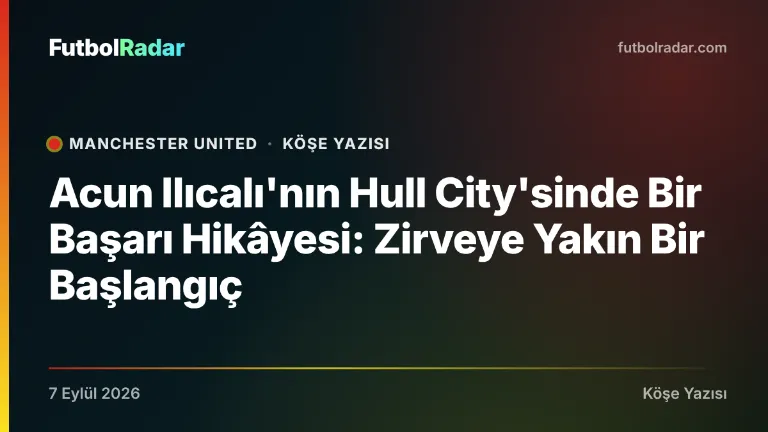 FutbolRadar
futbolradar.com
MANCHESTER UNITED · KÖŞE YAZISI
Acun Ilıcalı'nın Hull City'sinde Bir
Başarı Hikâyesi: Zirveye Yakın Bir
Başlangıç
7 Eylül 2026
Köşe Yazısı